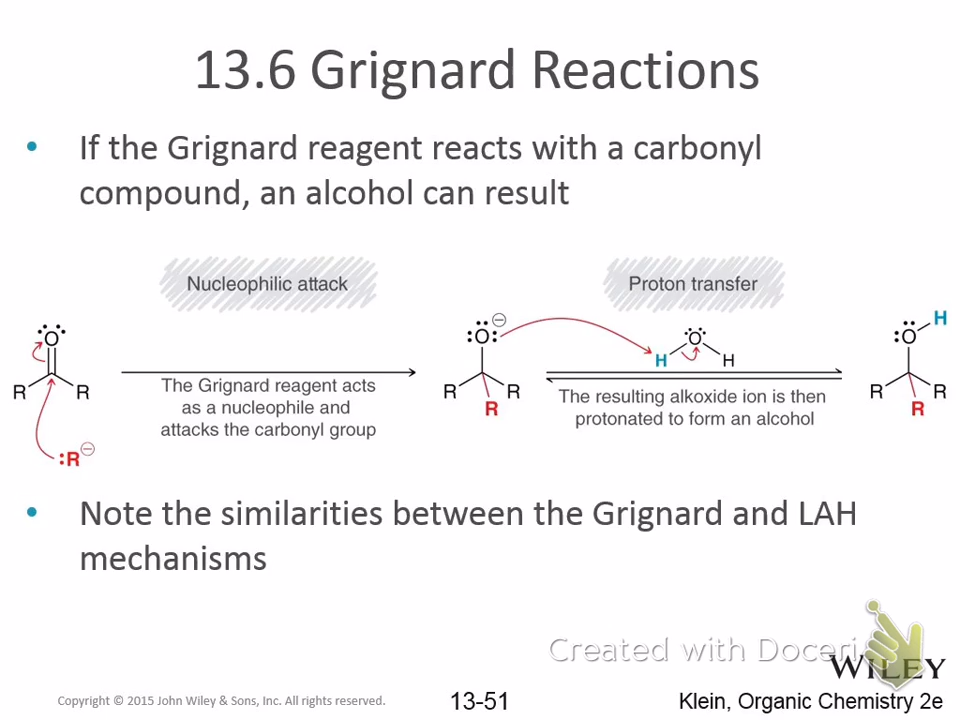 13.6 Grignard Reactions
• If the Grignard reagent reacts with a carbonyl
compound, an alcohol can result
Nucleophilic attack
Proton transfer
O
R R
:R⊖
The Grignard reagent acts
as a nucleophile and
attacks the carbonyl group
:O: ⊖
R R
R
H O H
The resulting alkoxide ion is then
protonated to form an alcohol
:O H
R R
R
• Note the similarities between the Grignard and LAH
mechanisms
Created with Doceri
WILEY
Copyright © 2015 John Wiley & Sons, Inc. All rights reserved.
13-51
Klein, Organic Chemistry 2e